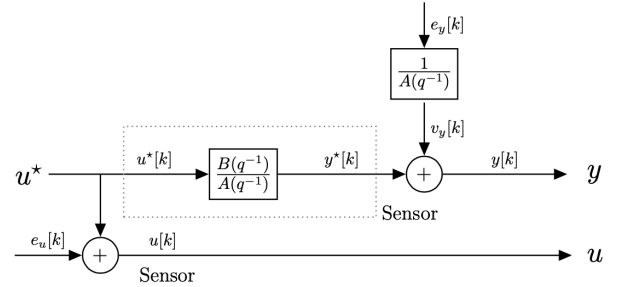 e_y[k]
1
A(q⁻¹)
v_y[k]
u⋆
u⋆[k]
B(q⁻¹)
A(q⁻¹)
y⋆[k]
+
y[k]
y
Sensor
e_u[k]
+
u[k]
u
Sensor